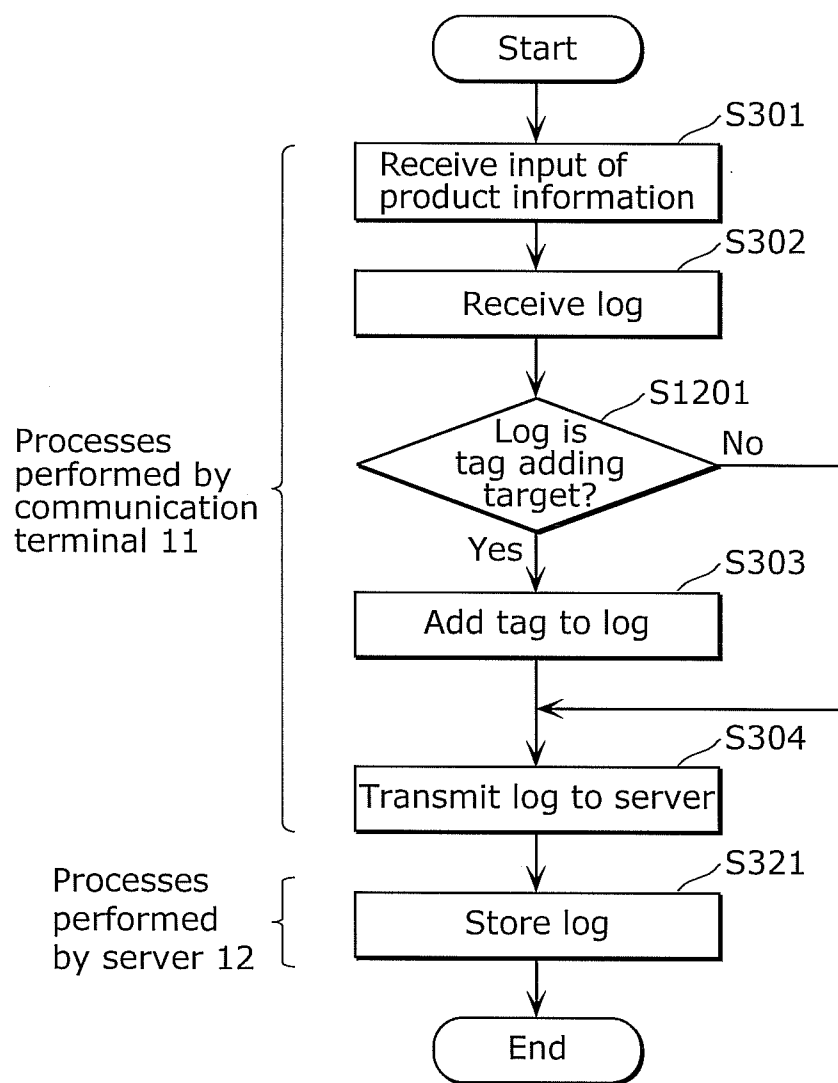 Start
S301
Receive input of
product information
S302
Receive log
S1201
Log is
tag adding
target?
No
Processes
performed by
communication
terminal 11
Yes
S303
Add tag to log
S304
Transmit log to server
S321
Processes
performed
by server 12
Store log
End